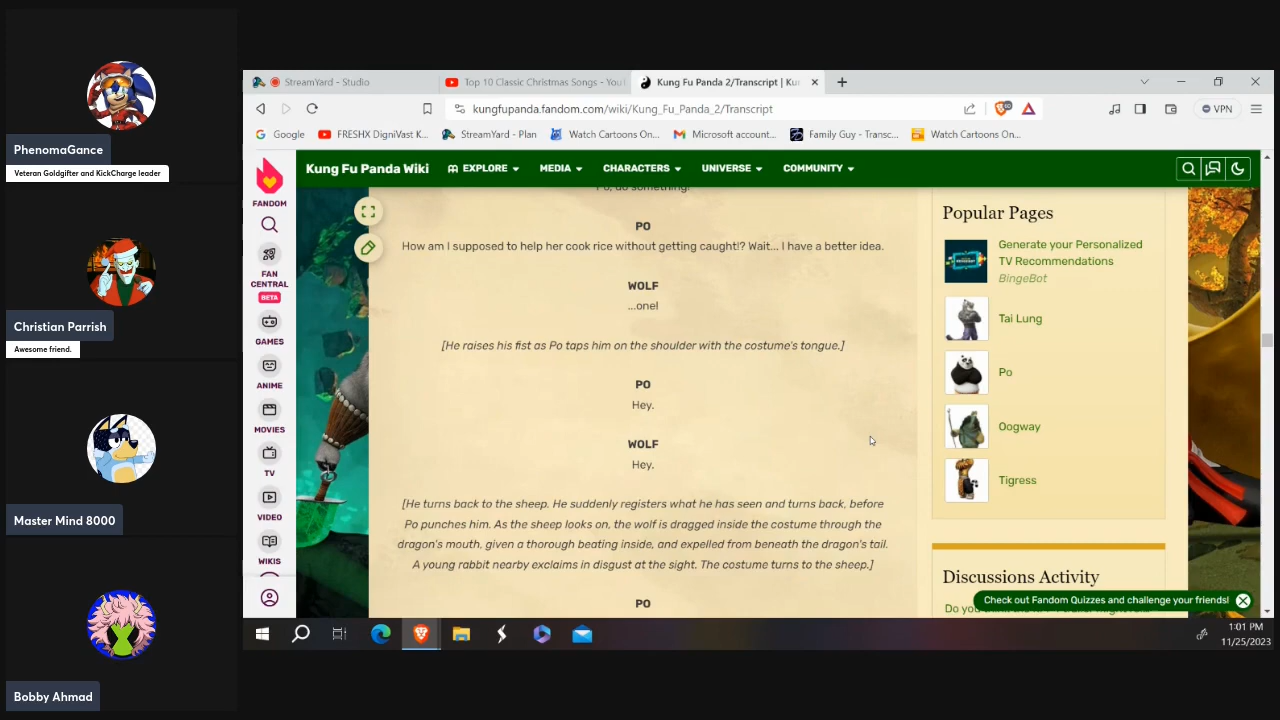 PhenomaGance
Veteran Goldgifter and KickCharge leader
Christian Parrish
Awesome friend.
Master Mind 8000
Bobby Ahmad
StreamYard - Studio
Top 10 Classic Christmas Songs - You
Kung Fu Panda 2/Transcript | Ku
kungfupanda.fandom.com/wiki/Kung_Fu_Panda_2/Transcript
VPN
Google
FRESHX DigniVast K...
StreamYard - Plan
Watch Cartoons On...
Microsoft account...
Family Guy - Transc...
Watch Cartoons On...
Kung Fu Panda Wiki
EXPLORE
MEDIA
CHARACTERS
UNIVERSE
COMMUNITY
FANDOM
FAN CENTRAL
BETA
GAMES
ANIME
MOVIES
TV
VIDEO
WIKIS
Po, do something!
PO
How am I supposed to help her cook rice without getting caught!? Wait... I have a better idea.
WOLF
...one!
[He raises his fist as Po taps him on the shoulder with the costume's tongue.]
PO
Hey.
WOLF
Hey.
[He turns back to the sheep. He suddenly registers what he has seen and turns back, before
Po punches him. As the sheep looks on, the wolf is dragged inside the costume through the
dragon's mouth, given a thorough beating inside, and expelled from beneath the dragon's tail.
A young rabbit nearby exclaims in disgust at the sight. The costume turns to the sheep.]
PO
Popular Pages
Generate your Personalized
TV Recommendations
BingeBot
Tai Lung
Po
Oogway
Tigress
Discussions Activity
Check out Fandom Quizzes and challenge your friends!
1:01 PM
11/25/2023